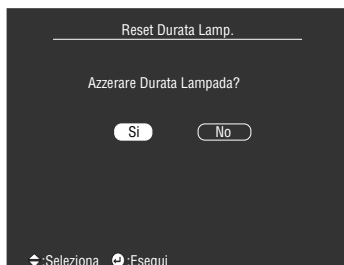 Reset Durata Lamp.
Azzerare Durata Lampada?
Si No
:Seleziona :Esegui